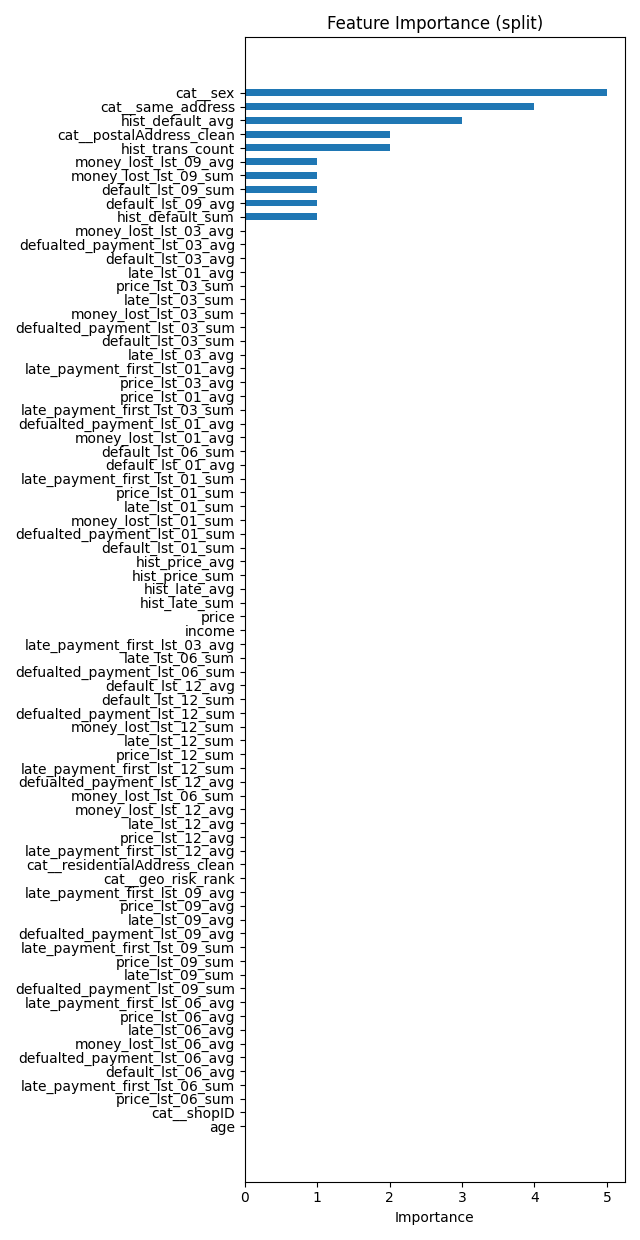 Feature Importance (split)
cat__sex
cat__same_address
hist_default_avg
cat__postalAddress_clean
hist_trans_count
money_lost_lst_09_avg
money_lost_lst_09_sum
default_lst_09_sum
default_lst_09_avg
hist_default_sum
money_lost_lst_03_avg
defualted_payment_lst_03_avg
default_lst_03_avg
late_lst_01_avg
price_lst_03_sum
late_lst_03_sum
money_lost_lst_03_sum
defualted_payment_lst_03_sum
default_lst_03_sum
late_lst_03_avg
late_payment_first_lst_01_avg
price_lst_03_avg
price_lst_01_avg
late_payment_first_lst_03_sum
defualted_payment_lst_01_avg
money_lost_lst_01_avg
default_lst_06_sum
default_lst_01_avg
late_payment_first_lst_01_sum
price_lst_01_sum
late_lst_01_sum
money_lost_lst_01_sum
defualted_payment_lst_01_sum
default_lst_01_sum
hist_price_avg
hist_price_sum
hist_late_avg
hist_late_sum
price
income
late_payment_first_lst_03_avg
late_lst_06_sum
defualted_payment_lst_06_sum
default_lst_12_avg
default_lst_12_sum
defualted_payment_lst_12_sum
money_lost_lst_12_sum
late_lst_12_sum
price_lst_12_sum
late_payment_first_lst_12_sum
defualted_payment_lst_12_avg
money_lost_lst_06_sum
money_lost_lst_12_avg
late_lst_12_avg
price_lst_12_avg
late_payment_first_lst_12_avg
cat__residentialAddress_clean
cat__geo_risk_rank
late_payment_first_lst_09_avg
price_lst_09_avg
late_lst_09_avg
defualted_payment_lst_09_avg
late_payment_first_lst_09_sum
price_lst_09_sum
late_lst_09_sum
defualted_payment_lst_09_sum
late_payment_first_lst_06_avg
price_lst_06_avg
late_lst_06_avg
money_lost_lst_06_avg
defualted_payment_lst_06_avg
default_lst_06_avg
late_payment_first_lst_06_sum
price_lst_06_sum
cat__shopID
age
0 1 2 3 4 5
Importance